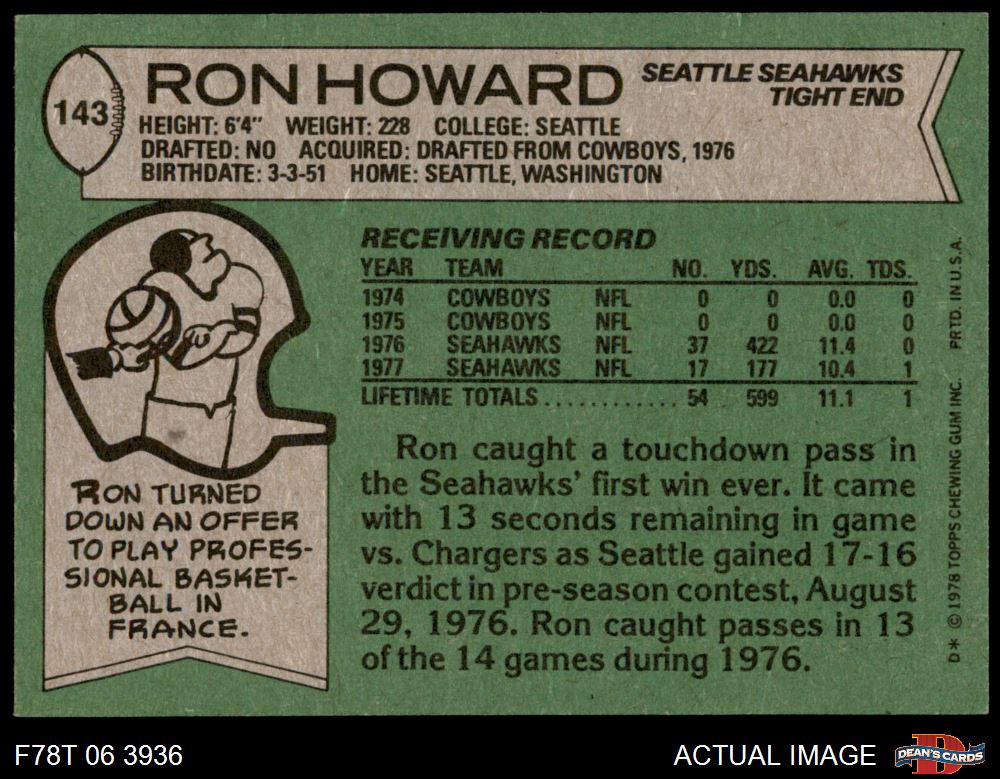 143
RON HOWARD
SEATTLE SEAHAWKS
TIGHT END
HEIGHT: 6'4" WEIGHT: 228 COLLEGE: SEATTLE
DRAFTED: NO ACQUIRED: DRAFTED FROM COWBOYS, 1976
BIRTHDATE: 3-3-51 HOME: SEATTLE, WASHINGTON
RECEIVING RECORD
YEAR TEAM NO. YDS. AVG. TDS.
1974 COWBOYS NFL 0 0 0.0 0
1975 COWBOYS NFL 0 0 0.0 0
1976 SEAHAWKS NFL 37 422 11.4 0
1977 SEAHAWKS NFL 17 177 10.4 1
LIFETIME TOTALS............ 54 599 11.1 1
Ron caught a touchdown pass in
the Seahawks' first win ever. It came
with 13 seconds remaining in game
vs. Chargers as Seattle gained 17-16
verdict in pre-season contest, August
29, 1976. Ron caught passes in 13
of the 14 games during 1976.
RON TURNED
DOWN AN OFFER
TO PLAY PROFES-
SIONAL BASKET-
BALL IN
FRANCE.
D* © 1978 TOPPS CHEWING GUM INC. PRTD. IN U.S.A.
F78T 06 3936
ACTUAL IMAGE
D
DEAN'S CARDS